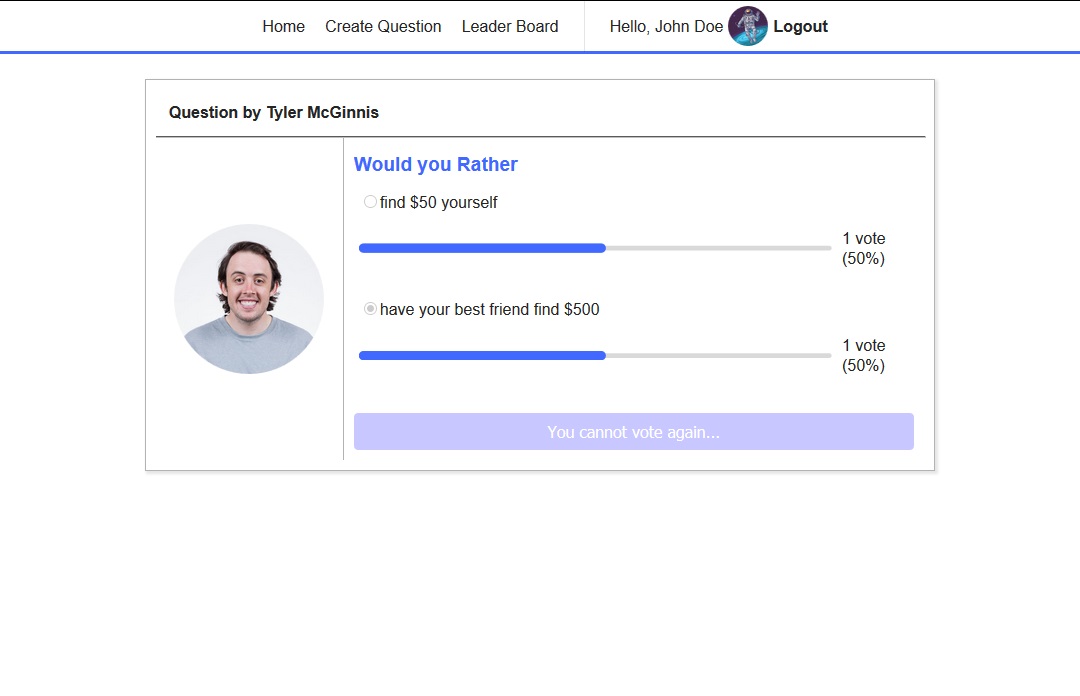 Home Create Question Leader Board Hello, John Doe Logout
Question by Tyler McGinnis
Would you Rather
find $50 yourself
1 vote
(50%)
have your best friend find $500
1 vote
(50%)
You cannot vote again...